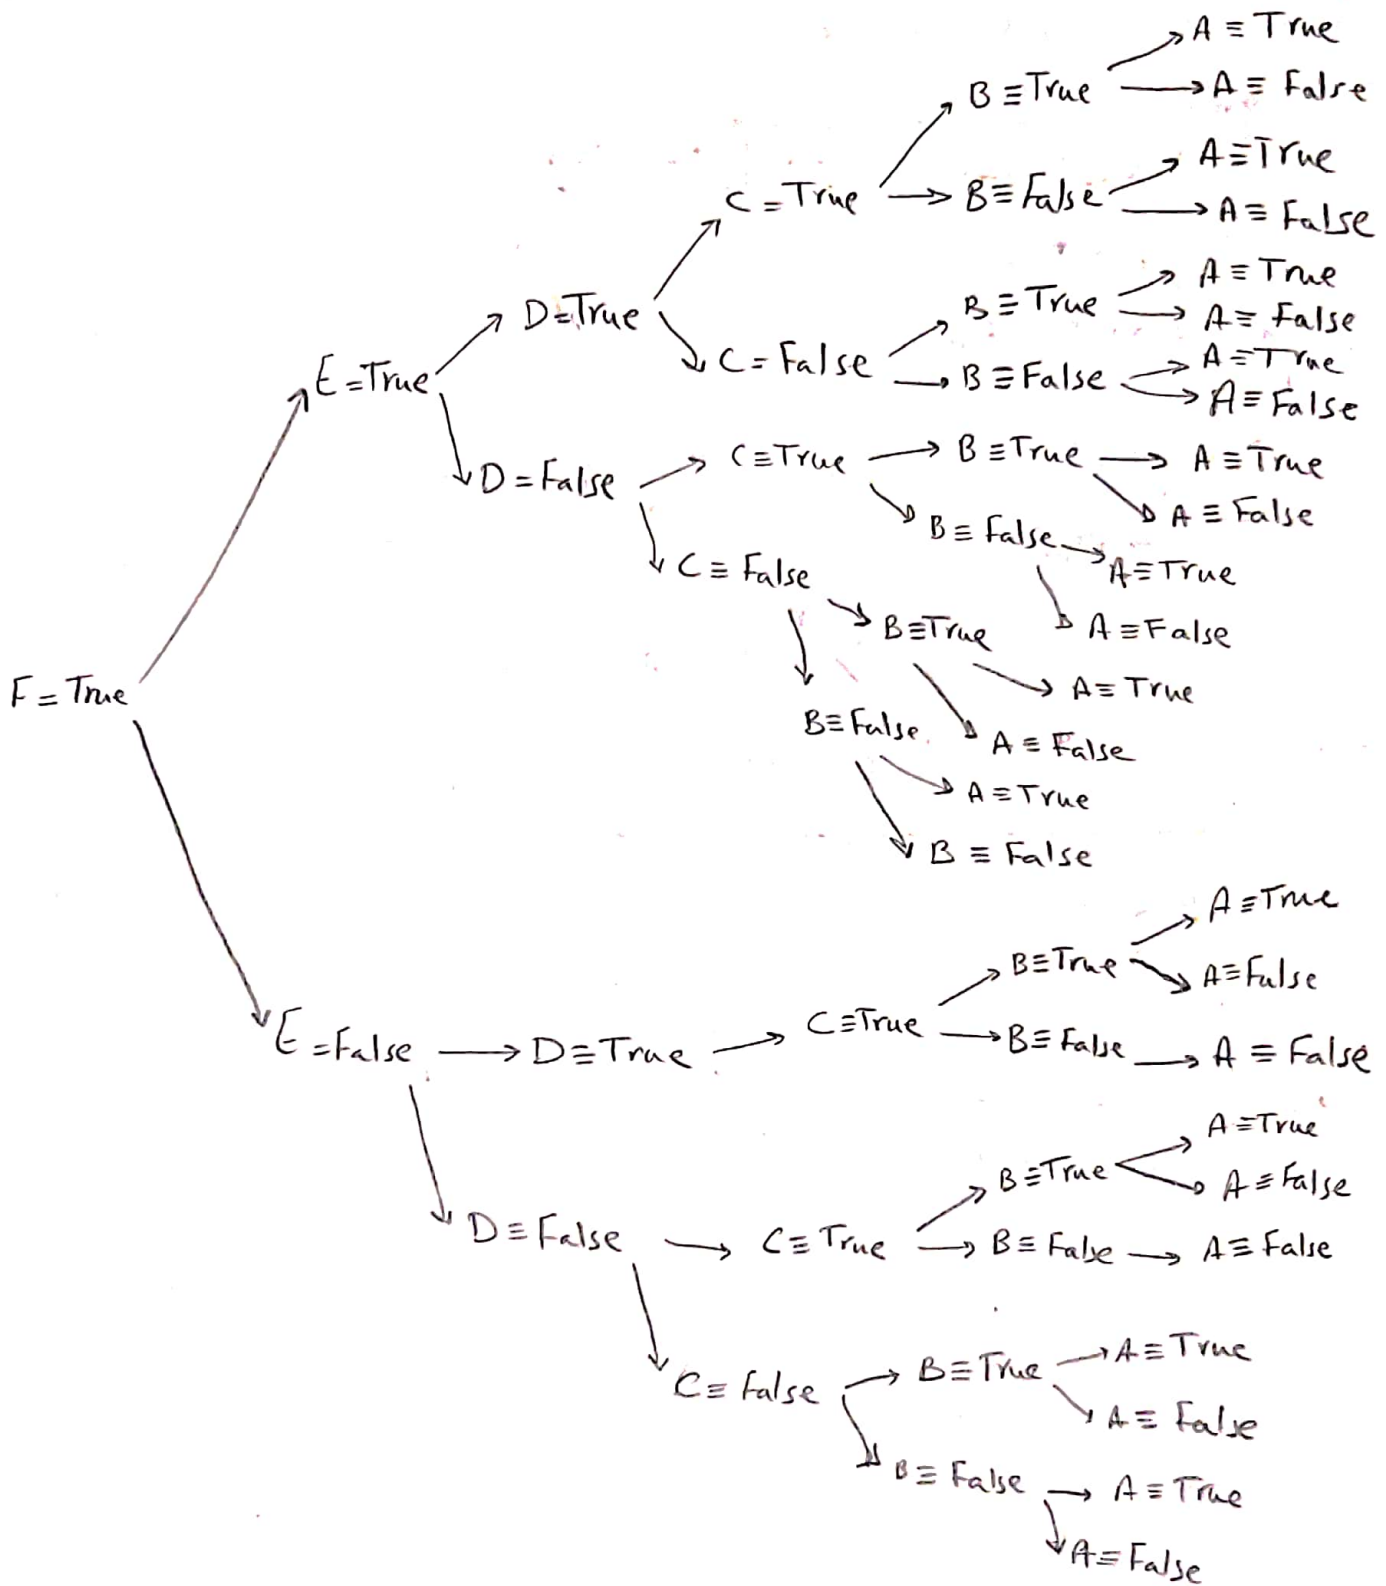 A ≡ True
B ≡ True
A ≡ False
A ≡ True
C = True
B ≡ False
A ≡ False
A ≡ True
D = True
B ≡ True
A ≡ False
A ≡ True
E = True
C = False
B ≡ False
A ≡ False
D = False
C ≡ True
B ≡ True
A ≡ True
A ≡ False
B ≡ False
A ≡ True
C ≡ False
B ≡ True
A ≡ False
F = True
A ≡ True
B ≡ False
A ≡ False
A ≡ True
B ≡ False
A ≡ True
B ≡ True
A ≡ False
E = False
D ≡ True
C ≡ True
B ≡ False
A ≡ False
A ≡ True
B ≡ True
A ≡ False
D ≡ False
C ≡ True
B ≡ False
A ≡ False
B ≡ True
A ≡ True
C ≡ False
A ≡ False
B ≡ False
A ≡ True
A ≡ False